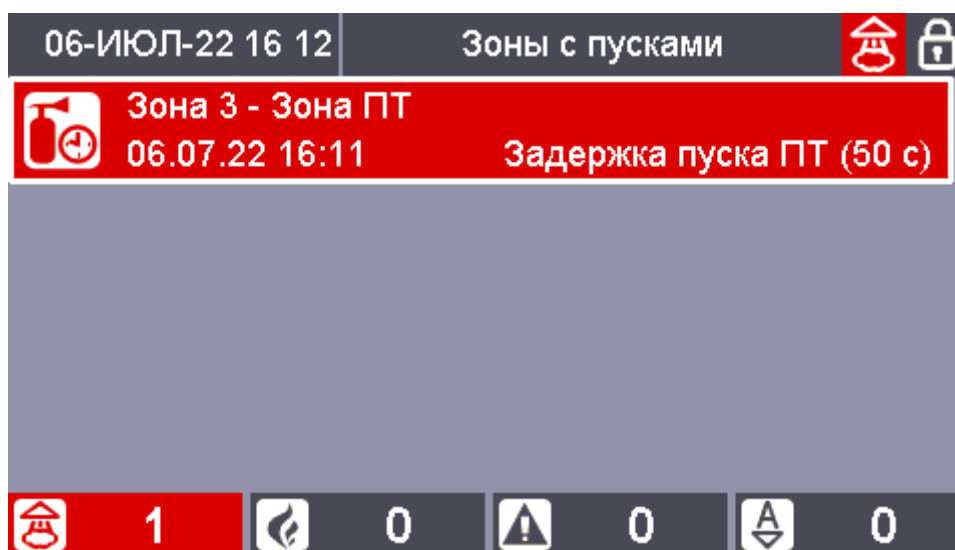 06-ИЮЛ-22 16 12 Зоны с пусками
Зона 3 - Зона ПТ
06.07.22 16:11 Задержка пуска ПТ (50 с)
1 0 0 A 0